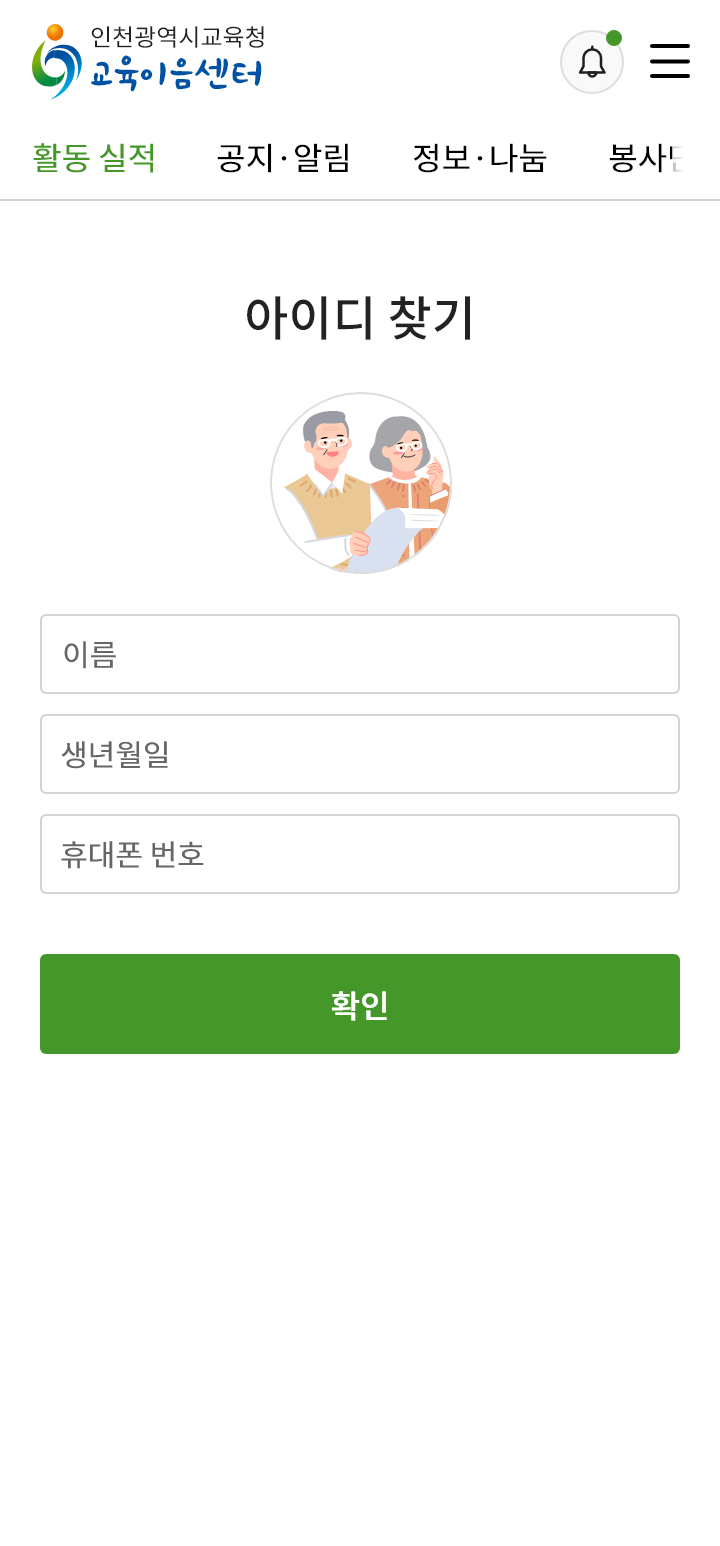 인천광역시교육청
교육이음센터
활동 실적 공지·알림 정보·나눔 봉사
아이디 찾기
이름
생년월일
휴대폰 번호
확인